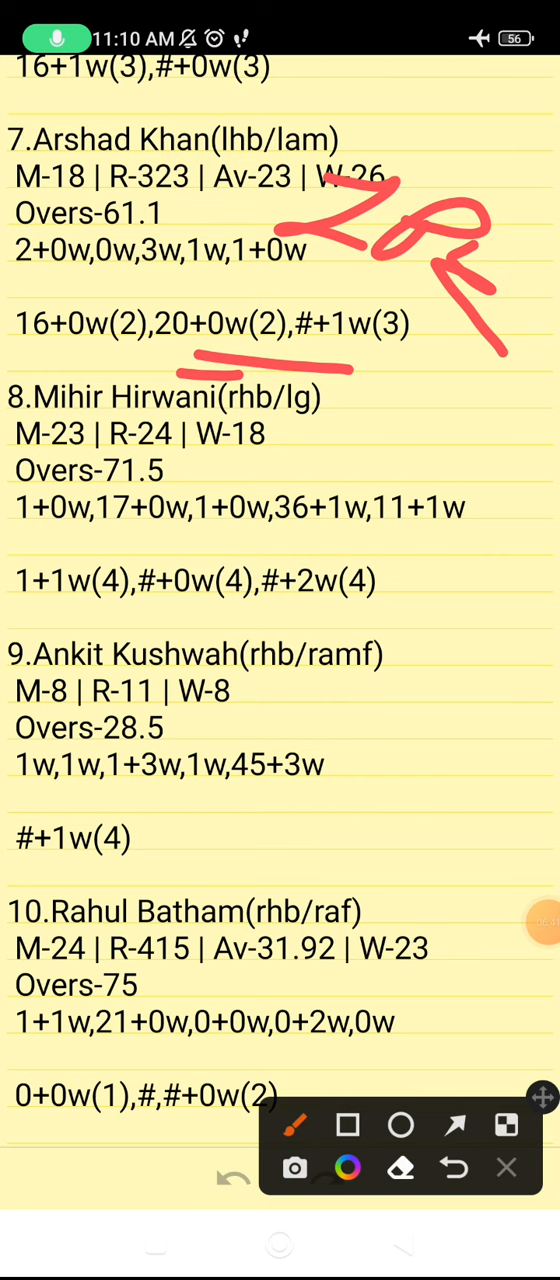 11:10 AM
56
16+1w(3),#+0w(3)
7.Arshad Khan(lhb/lam)
M-18 | R-323 | Av-23 | W-26
Overs-61.1
2+0w,0w,3w,1w,1+0w
16+0w(2),20+0w(2),#+1w(3)
8.Mihir Hirwani(rhb/lg)
M-23 | R-24 | W-18
Overs-71.5
1+0w,17+0w,1+0w,36+1w,11+1w
1+1w(4),#+0w(4),#+2w(4)
9.Ankit Kushwah(rhb/ramf)
M-8 | R-11 | W-8
Overs-28.5
1w,1w,1+3w,1w,45+3w
#+1w(4)
10.Rahul Batham(rhb/raf)
M-24 | R-415 | Av-31.92 | W-23
Overs-75
1+1w,21+0w,0+0w,0+2w,0w
0+0w(1),#,#+0w(2)